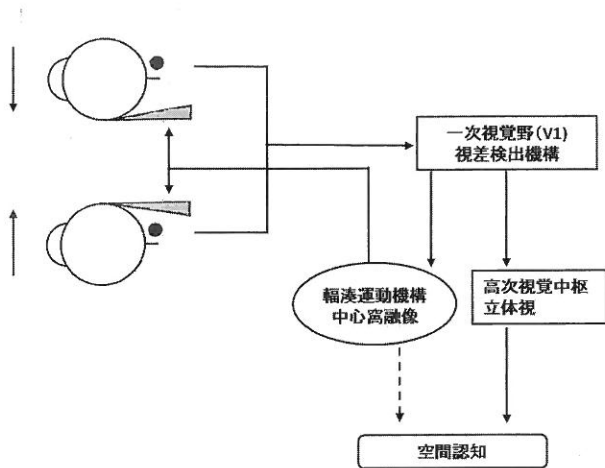 一次視覚野(V1)
視差検出機構
輻湊運動機構
中心窩融像
高次視覚中枢
立体視
空間認知